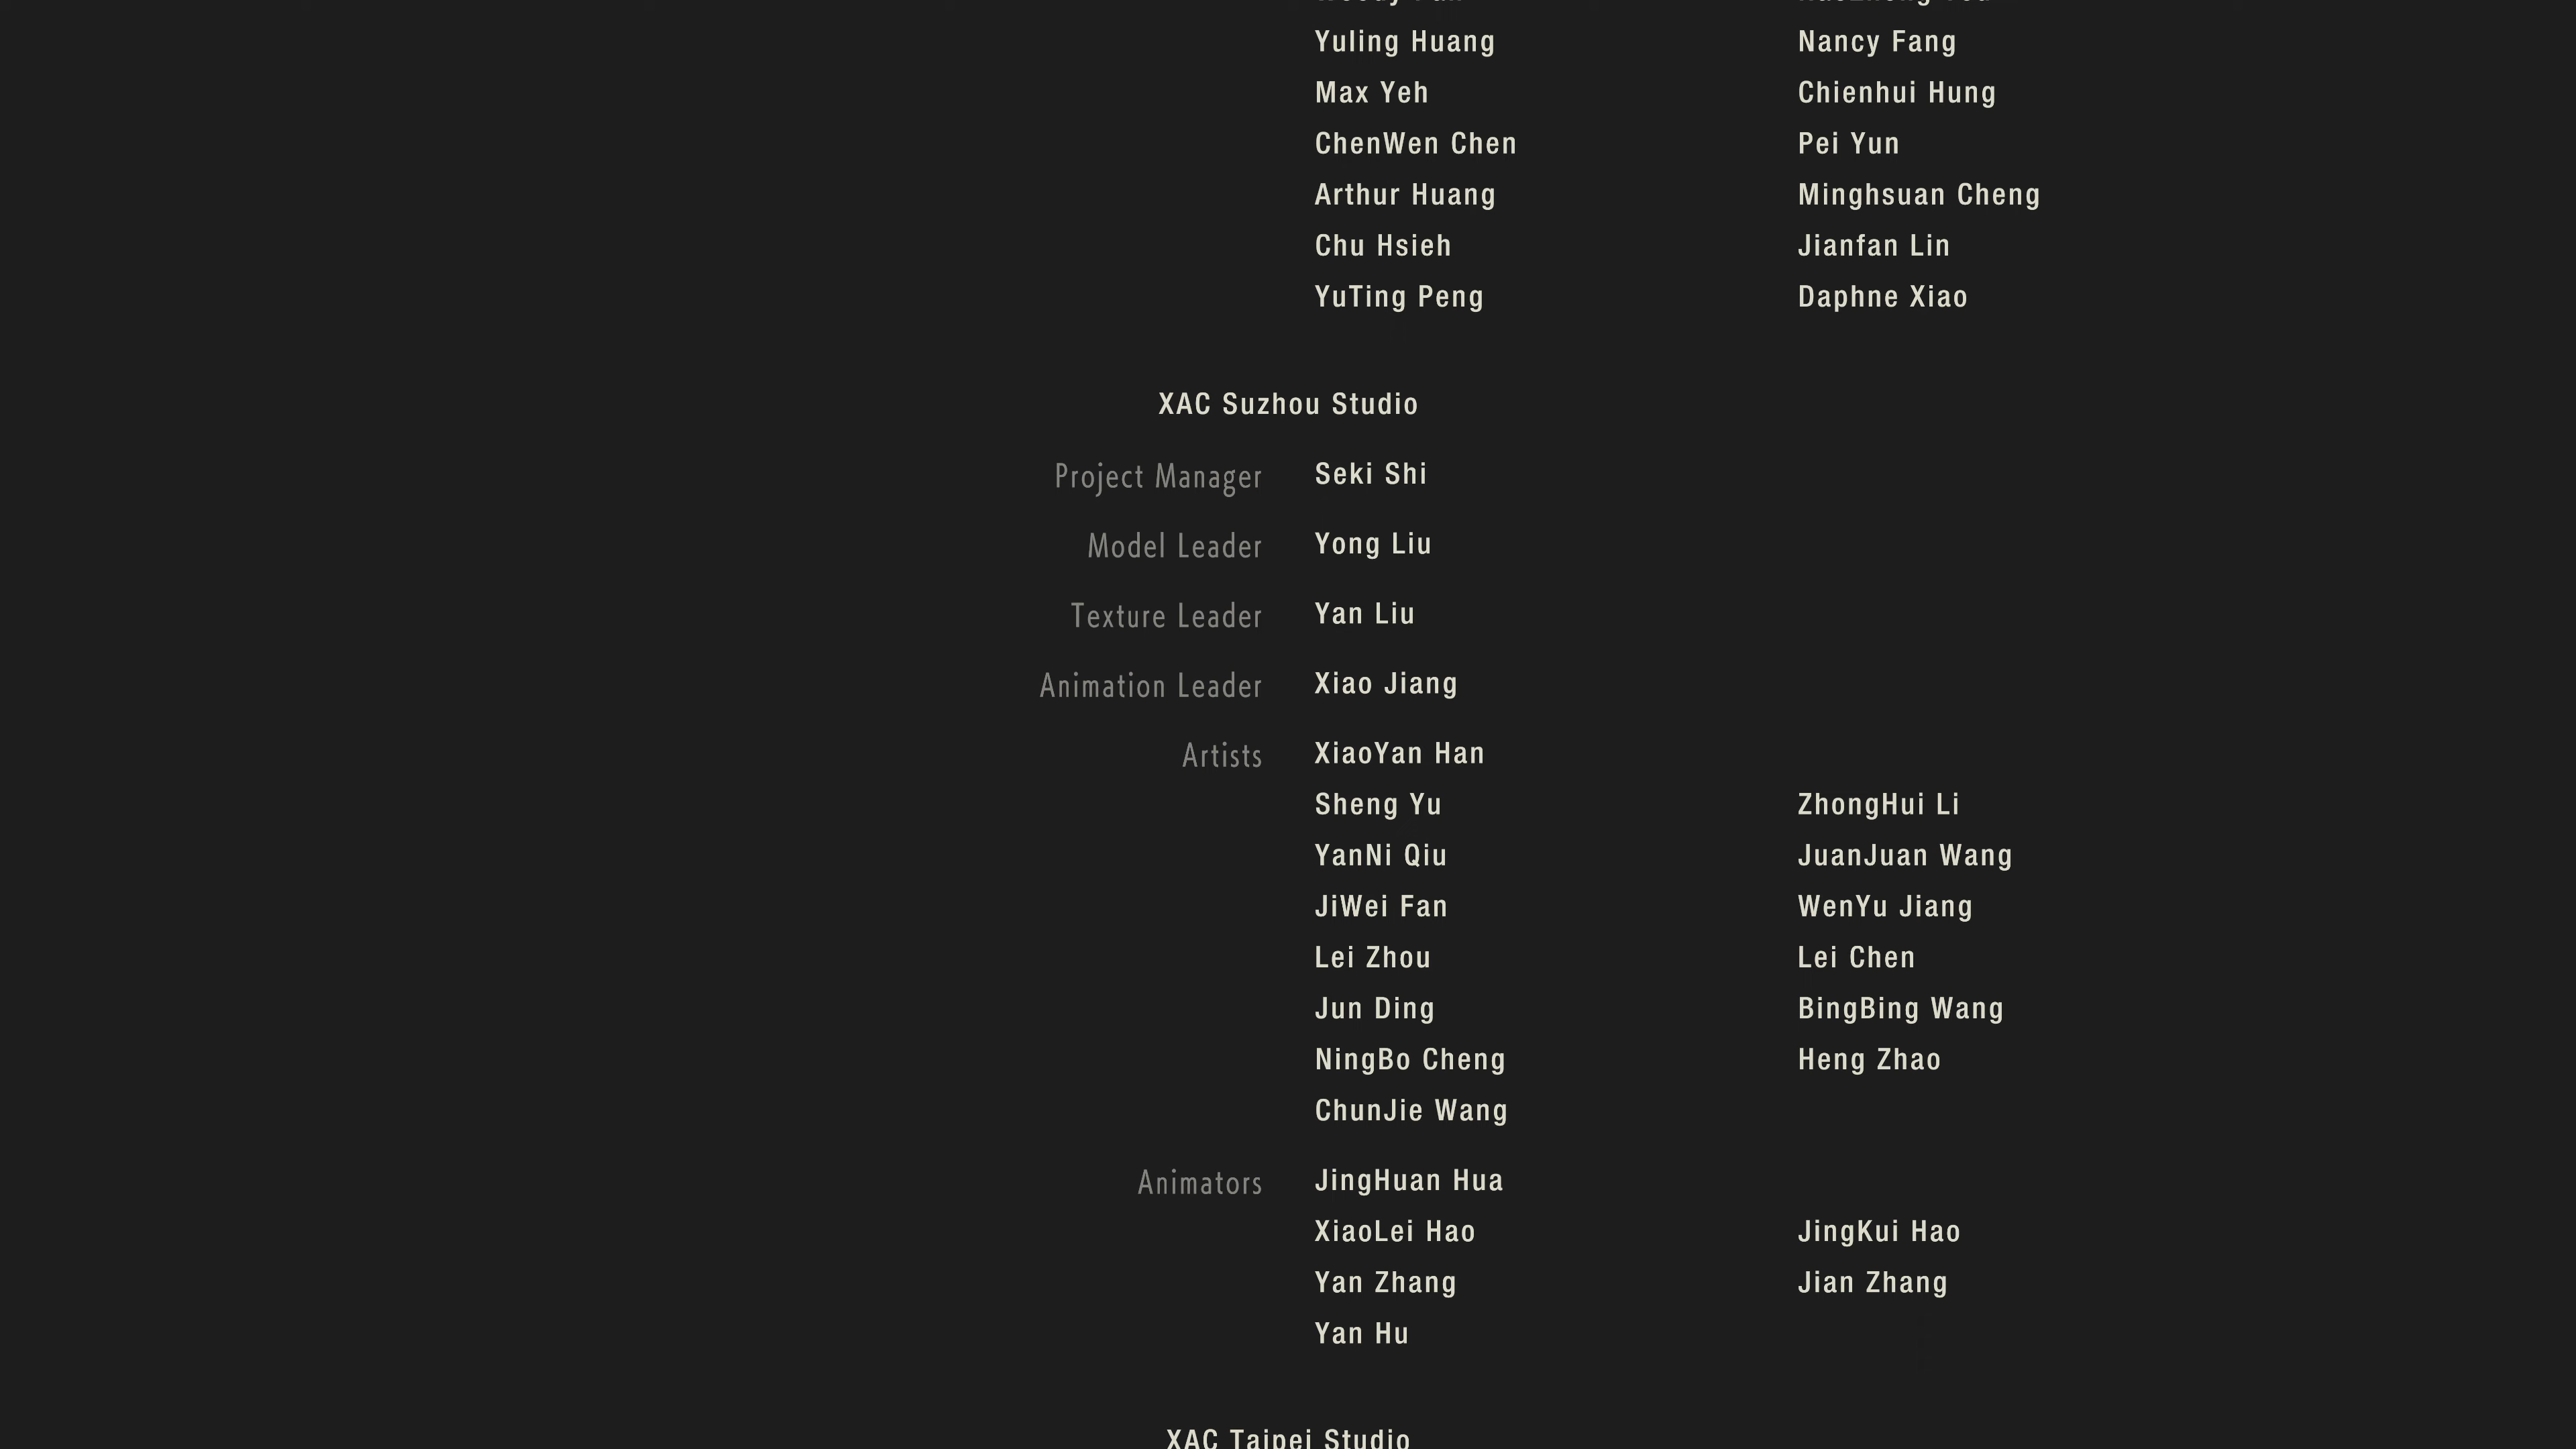 Yuling Huang Nancy Fang
Max Yeh Chienhui Hung
ChenWen Chen Pei Yun
Arthur Huang Minghsuan Cheng
Chu Hsieh Jianfan Lin
YuTing Peng Daphne Xiao
XAC Suzhou Studio
Project Manager Seki Shi
Model Leader Yong Liu
Texture Leader Yan Liu
Animation Leader Xiao Jiang
Artists XiaoYan Han
Sheng Yu ZhongHui Li
YanNi Qiu JuanJuan Wang
JiWei Fan WenYu Jiang
Lei Zhou Lei Chen
Jun Ding BingBing Wang
NingBo Cheng Heng Zhao
ChunJie Wang
Animators JingHuan Hua
XiaoLei Hao JingKui Hao
Yan Zhang Jian Zhang
Yan Hu
XAC Taipei Studio